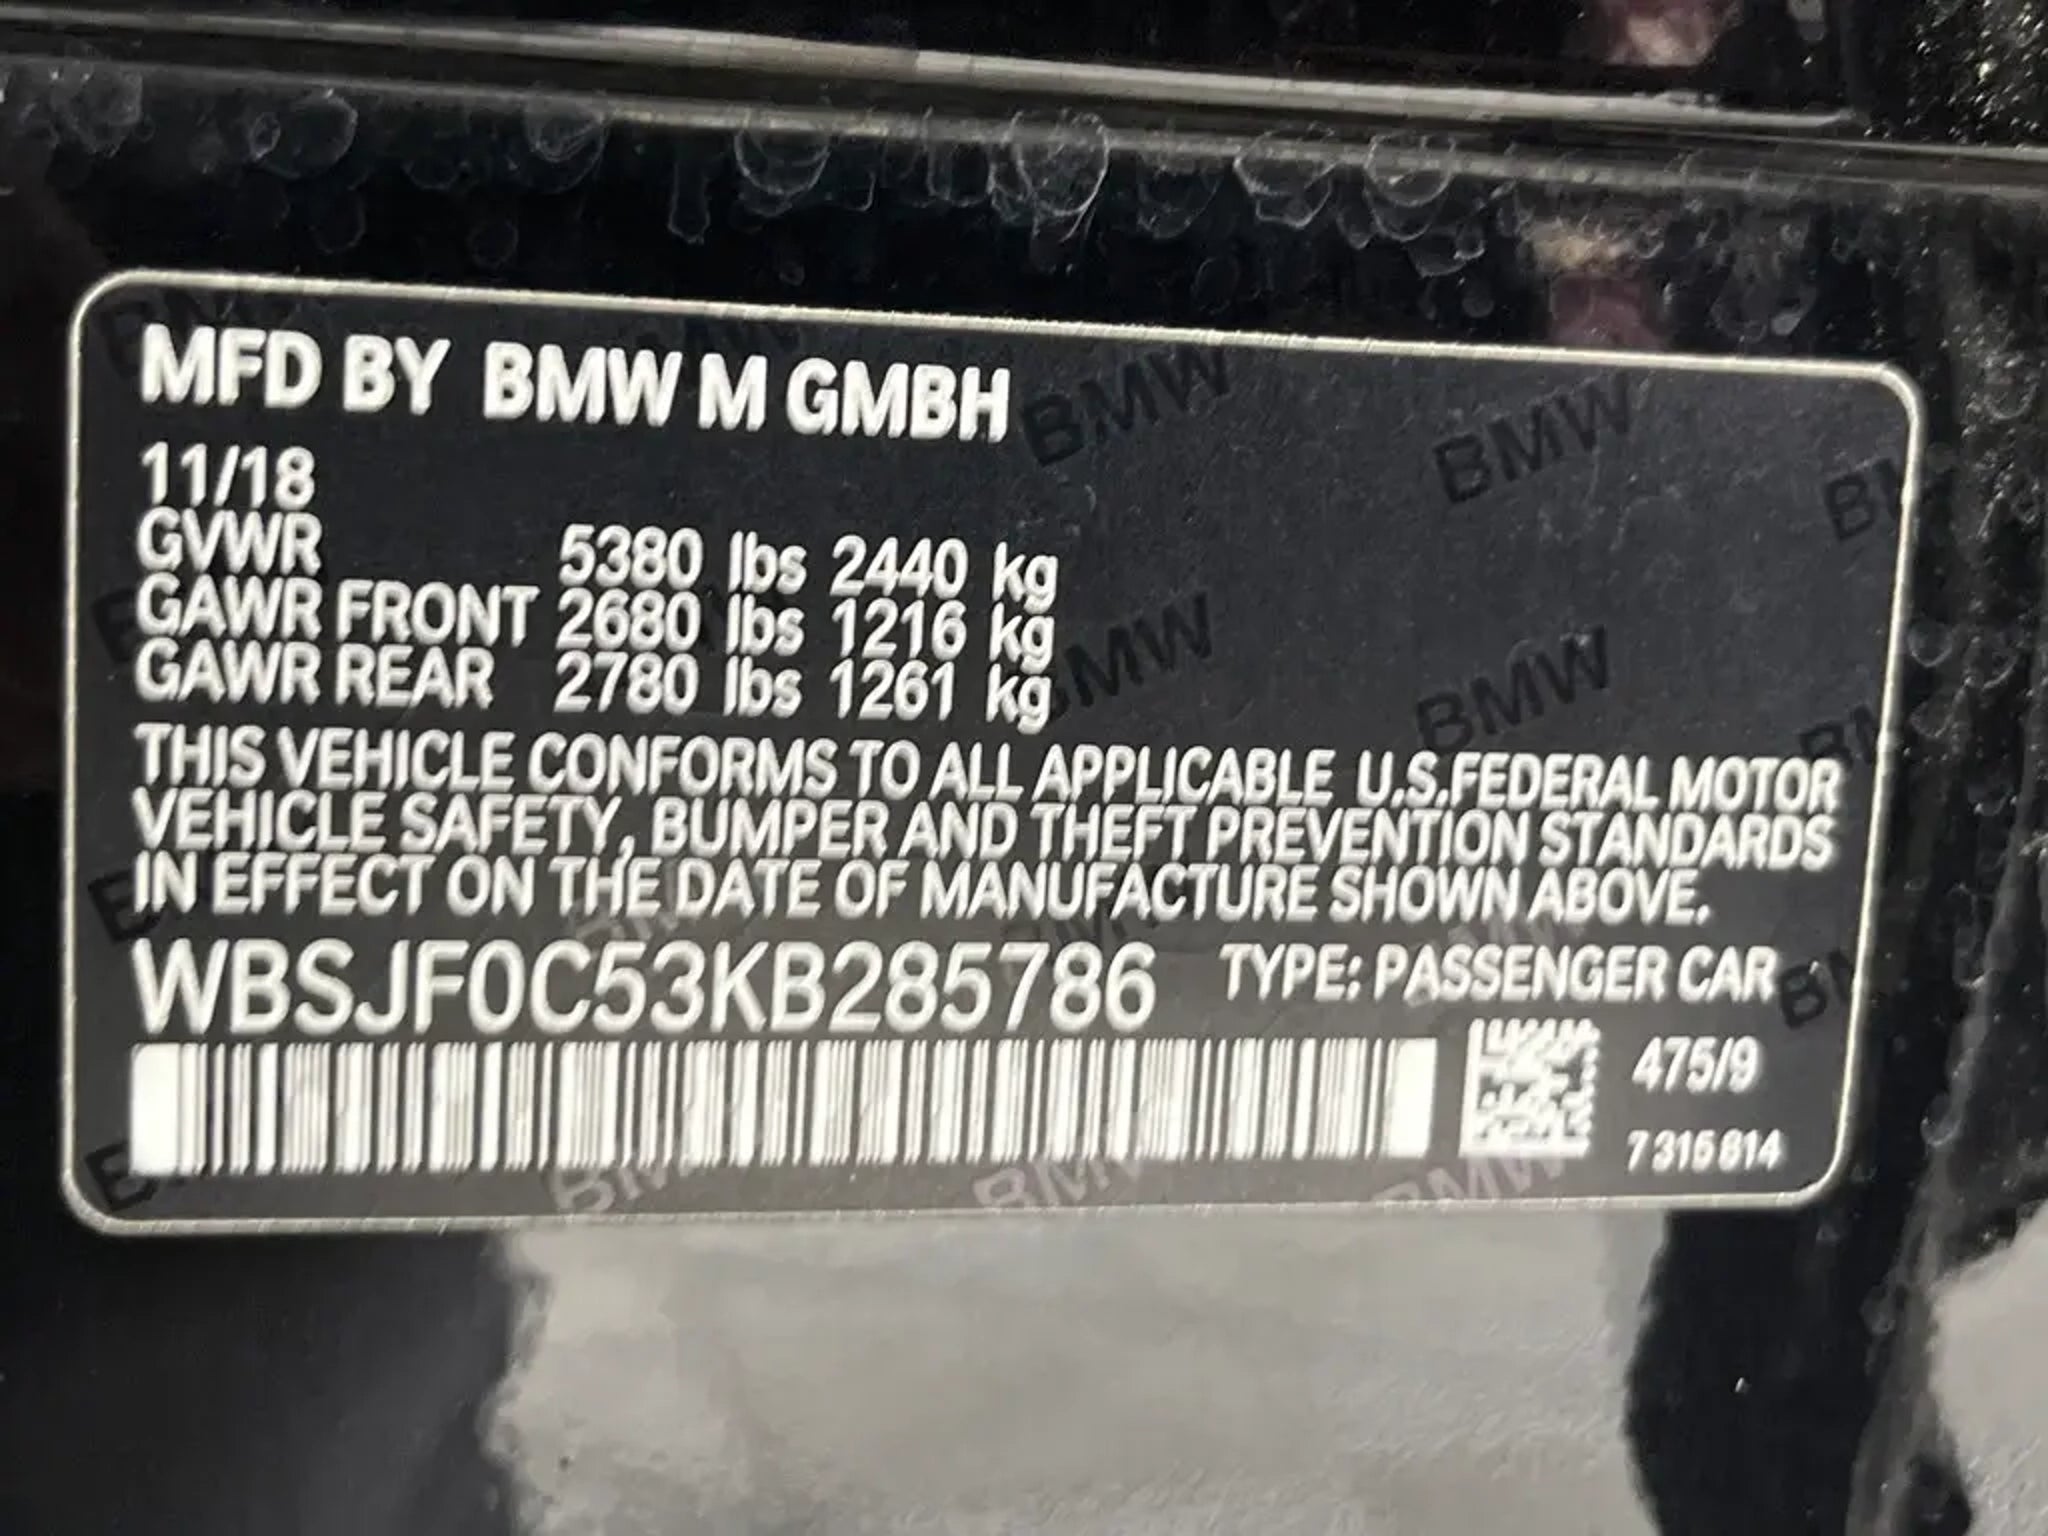 MFD BY BMW M GMBH
11/18
GVWR 5380 lbs 2440 kg
GAWR FRONT 2680 lbs 1216 kg
GAWR REAR 2780 lbs 1261 kg
THIS VEHICLE CONFORMS TO ALL APPLICABLE U.S.FEDERAL MOTOR
VEHICLE SAFETY, BUMPER AND THEFT PREVENTION STANDARDS
IN EFFECT ON THE DATE OF MANUFACTURE SHOWN ABOVE.
WBSJF0C53KB285786 TYPE: PASSENGER CAR
475/9
7 316 814